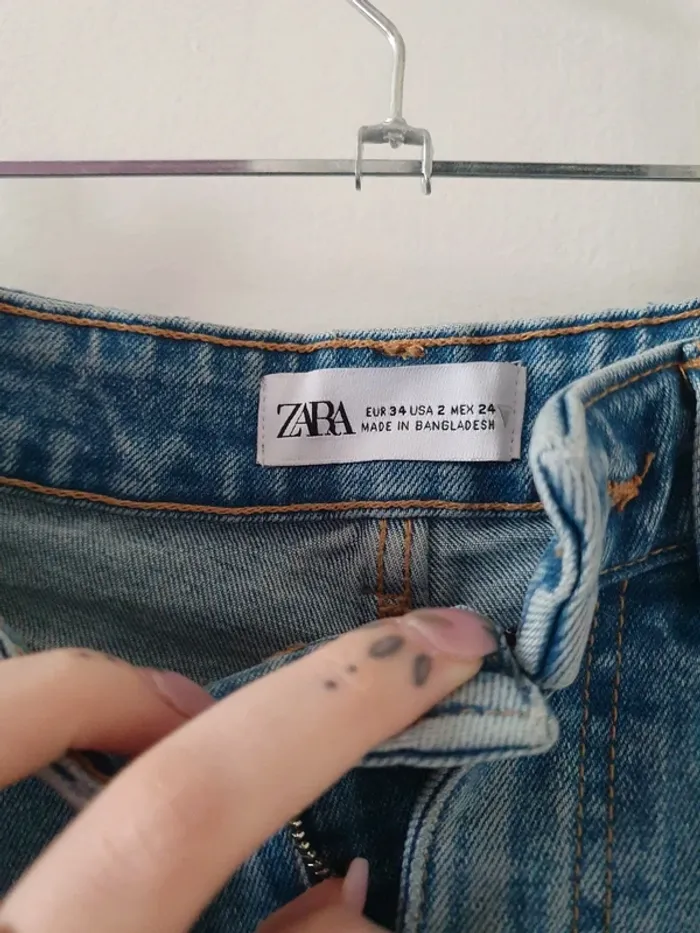 ZARA
EUR 34 USA 2 MEX 24
MADE IN BANGLADESH